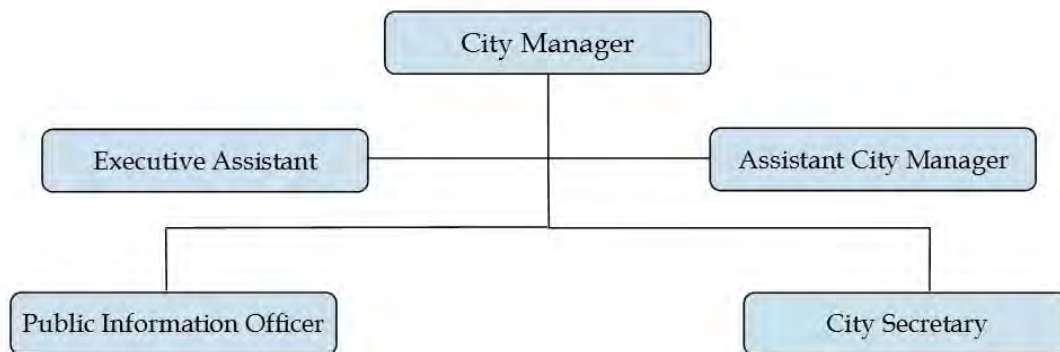 City Manager
Executive Assistant
Assistant City Manager
Public Information Officer
City Secretary